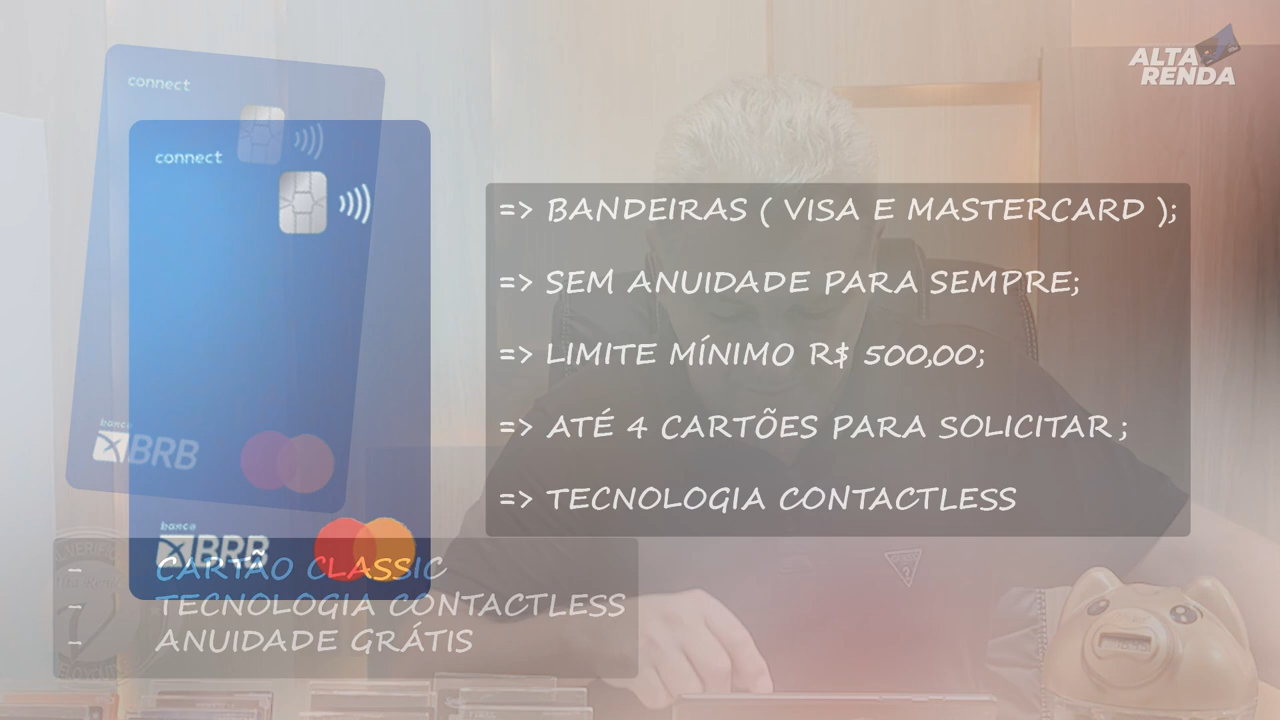 ALTA
RENDA
connect
connect
=> BANDEIRAS ( VISA E MASTERCARD );
=> SEM ANUIDADE PARA SEMPRE;
=> LIMITE MÍNIMO R$ 500,00;
=> ATÉ 4 CARTÕES PARA SOLICITAR;
=> TECNOLOGIA CONTACTLESS
banco
BRB
banco
BRB
- CARTÃO CLASSIC
- TECNOLOGIA CONTACTLESS
- ANUIDADE GRÁTIS